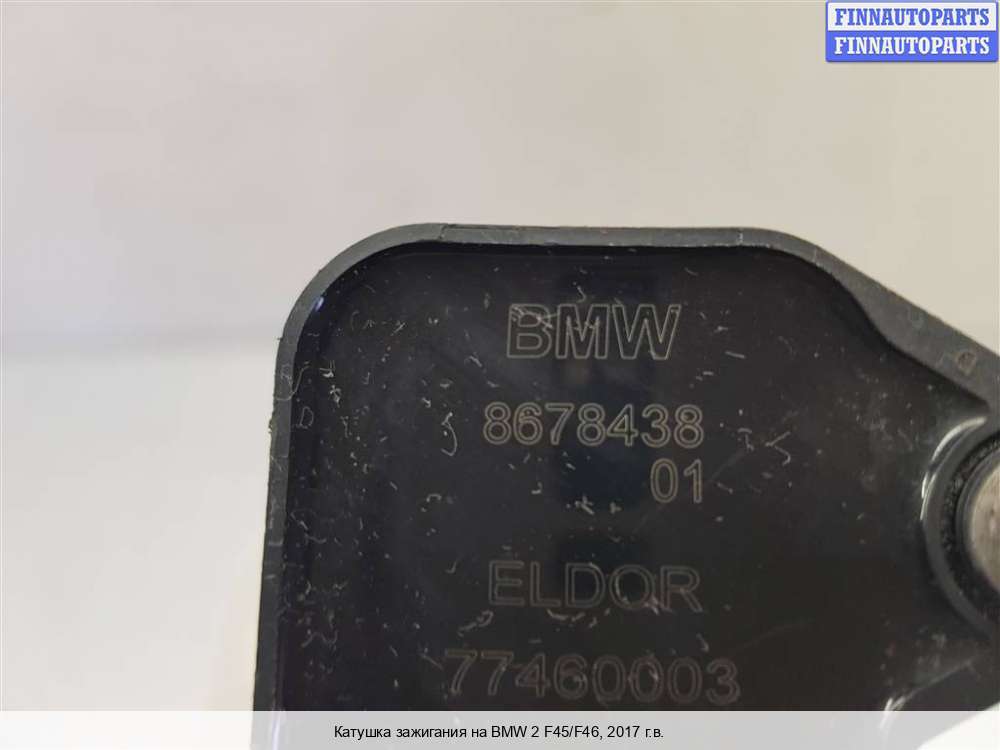 FINNAUTOPARTS
FINNAUTOPARTS
BMW
8678438
01
ELDOR
77460003
Катушка зажигания на BMW 2 F45/F46, 2017 г.в.